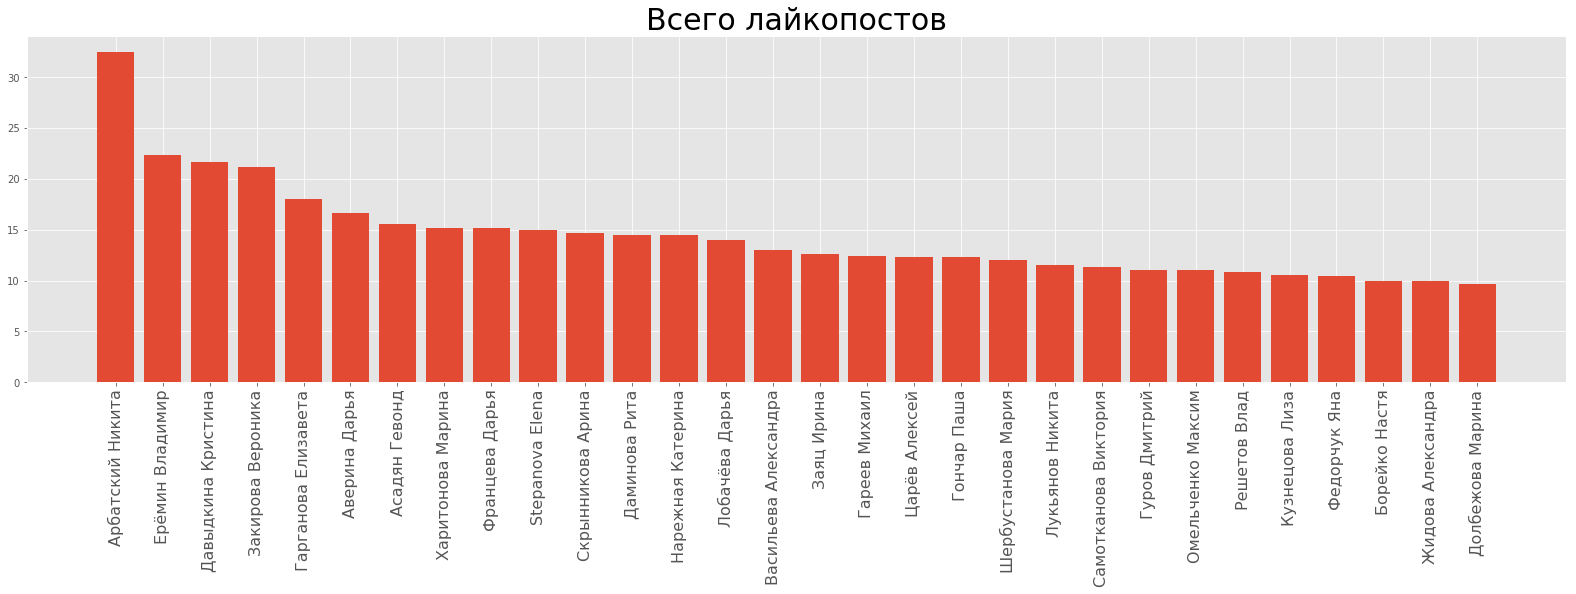 Всего лайкопостов
30
25
20
15
10
5
0
Арбатский Никита
Ерёмин Владимир
Давыдкина Кристина
Закирова Вероника
Гарганова Елизавета
Аверина Дарья
Асадян Гевонд
Харитонова Марина
Францева Дарья
Stepanova Elena
Скрынникова Арина
Даминова Рита
Нарежная Катерина
Лобачёва Дарья
Васильева Александра
Заяц Ирина
Гареев Михаил
Царёв Алексей
Гончар Паша
Шербустанова Мария
Лукьянов Никита
Самотканова Виктория
Гуров Дмитрий
Омельченко Максим
Решетов Влад
Кузнецова Лиза
Федорчук Яна
Борейко Настя
Жидова Александра
Долбежова Марина